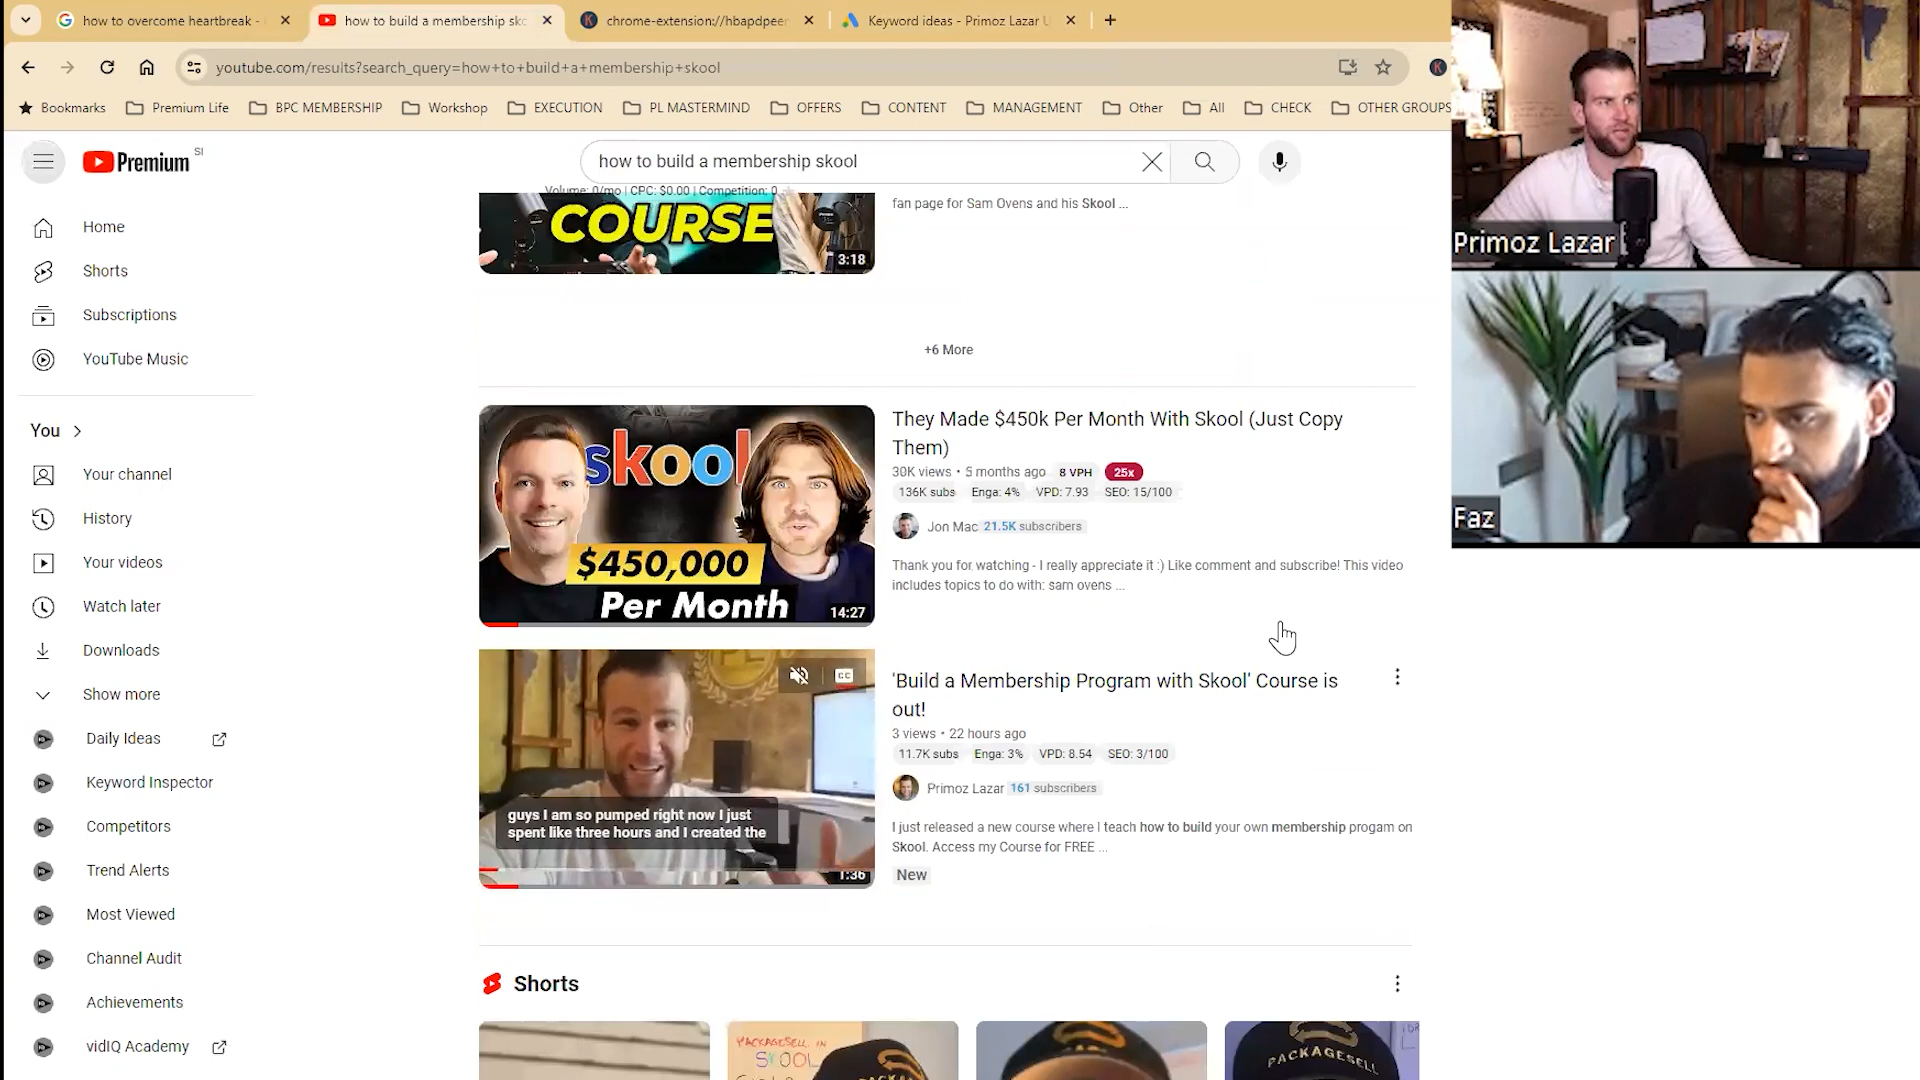 how to overcome heartbreak -
how to build a membership sko
chrome-extension://hbapdpeer
Keyword ideas - Primoz Lazar U
youtube.com/results?search_query=how+to+build+a+membership+skool
K
Bookmarks
Premium Life
BPC MEMBERSHIP
Workshop
EXECUTION
PL MASTERMIND
OFFERS
CONTENT
MANAGEMENT
Other
All
CHECK
OTHER GROUPS
Premium SI
how to build a membership skool
Volume: 0/mo | CPC: $0.00 | Competition: 0
Home
Shorts
Subscriptions
YouTube Music
You
Your channel
History
Your videos
Watch later
Downloads
Show more
Daily Ideas
Keyword Inspector
Competitors
Trend Alerts
Most Viewed
Channel Audit
Achievements
vidIQ Academy
COURSE
3:18
fan page for Sam Ovens and his Skool ...
+6 More
skool
$450,000
Per Month
14:27
They Made $450k Per Month With Skool (Just Copy
Them)
30K views • 5 months ago 8 VPH 25x
136K subs Enga: 4% VPD: 7.93 SEO: 15/100
Jon Mac 21.5K subscribers
Thank you for watching - I really appreciate it :) Like comment and subscribe! This video
includes topics to do with: sam ovens ...
CC
guys I am so pumped right now I just
spent like three hours and I created the
1:36
'Build a Membership Program with Skool' Course is
out!
3 views • 22 hours ago
11.7K subs Enga: 3% VPD: 8.54 SEO: 3/100
Primoz Lazar 161 subscribers
I just released a new course where I teach how to build your own membership progam on
Skool. Access my Course for FREE ...
New
Shorts
PACKAGESELL IN
SKOOL
PACKAGESELL
Primoz Lazar
Faz